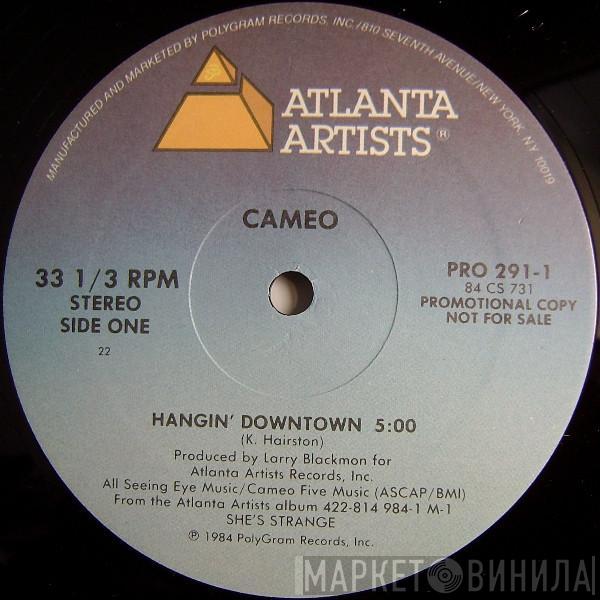 MANUFACTURED AND MARKETED BY POLYGRAM RECORDS, INC./810 SEVENTH AVENUE/NEW YORK, NY 10019
ATLANTA
ARTISTS®
CAMEO
33 1/3 RPM
STEREO
SIDE ONE
22
PRO 291-1
84 CS 731
PROMOTIONAL COPY
NOT FOR SALE
HANGIN' DOWNTOWN 5:00
(K. Hairston)
Produced by Larry Blackmon for
Atlanta Artists Records, Inc.
All Seeing Eye Music/Cameo Five Music (ASCAP/BMI)
From the Atlanta Artists album 422-814 984-1 M-1
SHE'S STRANGE
℗ 1984 PolyGram Records, Inc.
МАРКЕТ ВИНИЛА